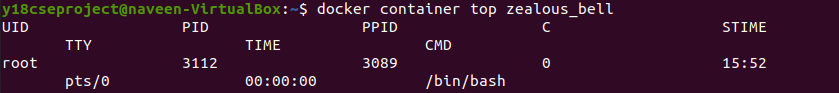 y18cseproject@naveen-VirtualBox:~$ docker container top zealous_bell
UID PID PPID C STIME
TTY TIME CMD
root 3112 3089 0 15:52
pts/0 00:00:00 /bin/bash